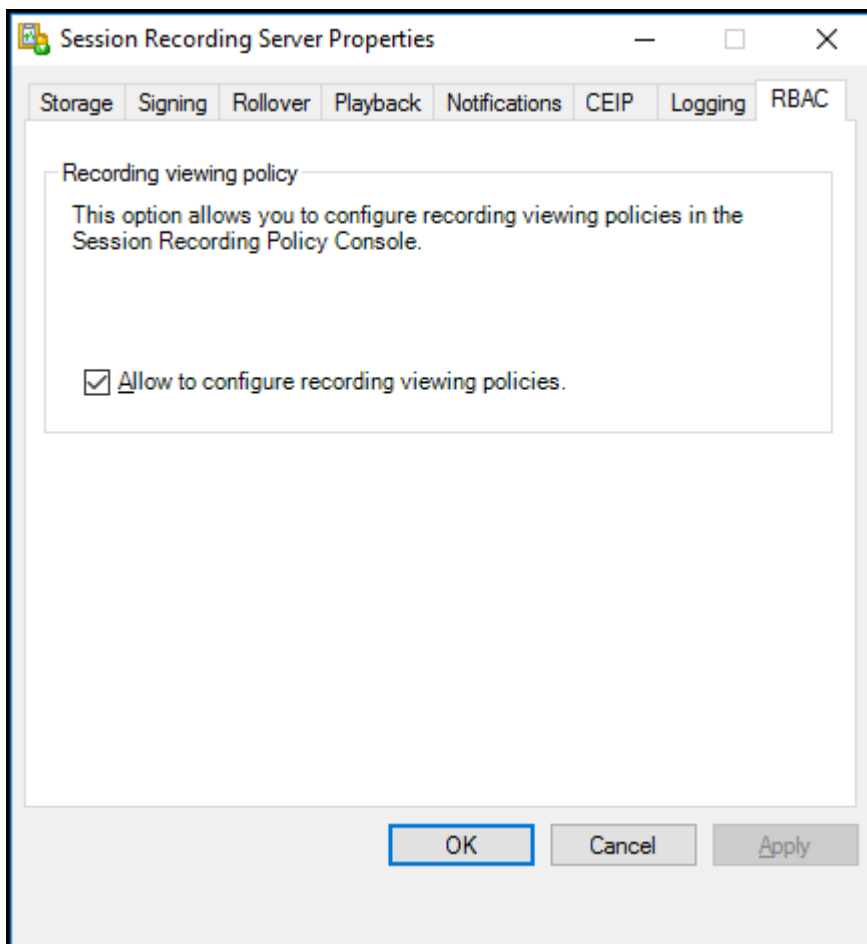 Session Recording Server Properties
Storage Signing Rollover Playback Notifications CEIP Logging RBAC
Recording viewing policy
This option allows you to configure recording viewing policies in the
Session Recording Policy Console.
Allow to configure recording viewing policies.
OK Cancel Apply